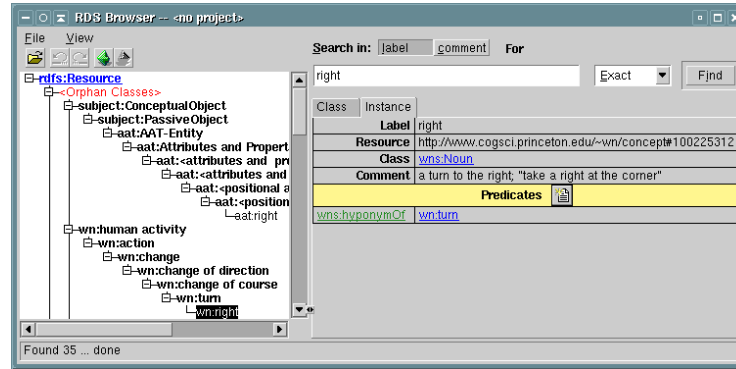 RDS Browser -- <no project>
File View
Search in: label comment For
right Exact Find
rdfs:Resource
<Orphan Classes>
subject:ConceptualObject
subject:PassiveObject
aat:AAT-Entity
aat:Attributes and Propert
aat:<attributes and pr
aat:<attributes and
aat:<positional a
aat:<position
aat:right
wn:human activity
wn:action
wn:change
wn:change of direction
wn:change of course
wn:turn
wn:right
Class Instance
Label right
Resource http://www.cogsci.princeton.edu/~wn/concept#100225312
Class wns:Noun
Comment a turn to the right; "take a right at the corner"
Predicates
wns:hyponymOf wn:turn
Found 35 ... done